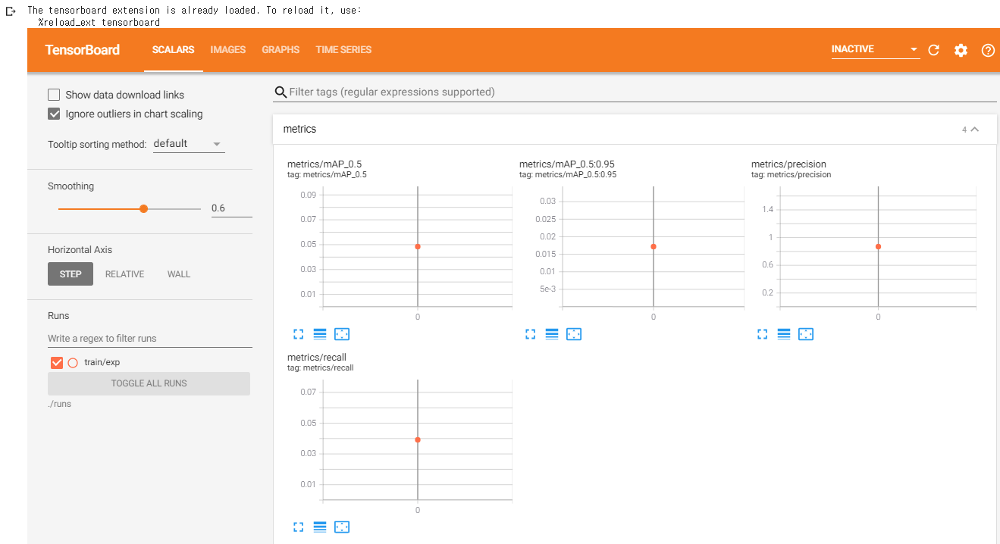 The tensorboard extension is already loaded. To reload it, use:
%reload_ext tensorboard
TensorBoard SCALARS IMAGES GRAPHS TIME SERIES INACTIVE
Show data download links
Ignore outliers in chart scaling
Tooltip sorting method: default
Smoothing
0.6
Horizontal Axis
STEP RELATIVE WALL
Runs
Write a regex to filter runs
train/exp
TOGGLE ALL RUNS
./runs
Filter tags (regular expressions supported)
metrics 4
metrics/mAP_0.5
tag: metrics/mAP_0.5
0.09
0.07
0.05
0.03
0.01
0
metrics/mAP_0.5:0.95
tag: metrics/mAP_0.5:0.95
0.03
0.025
0.02
0.015
0.01
5e-3
0
metrics/precision
tag: metrics/precision
1.4
1
0.6
0.2
0
metrics/recall
tag: metrics/recall
0.07
0.05
0.03
0.01
0